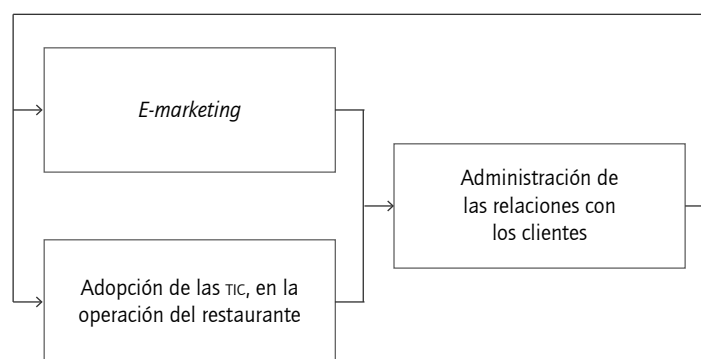 E-marketing
Administración de
las relaciones con
los clientes
Adopción de las TIC, en la
operación del restaurante